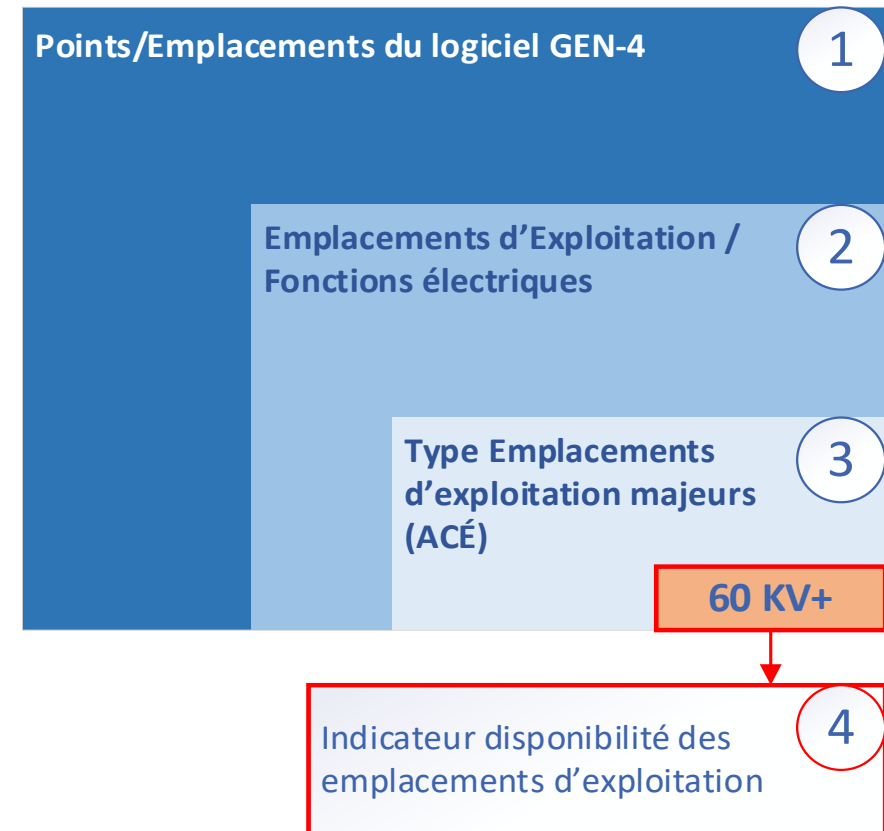 Points/Emplacements du logiciel GEN-4
1
Emplacements d'Exploitation /
Fonctions électriques
2
Type Emplacements
d'exploitation majeurs
(ACÉ)
3
60 KV+
Indicateur disponibilité des
emplacements d'exploitation
4